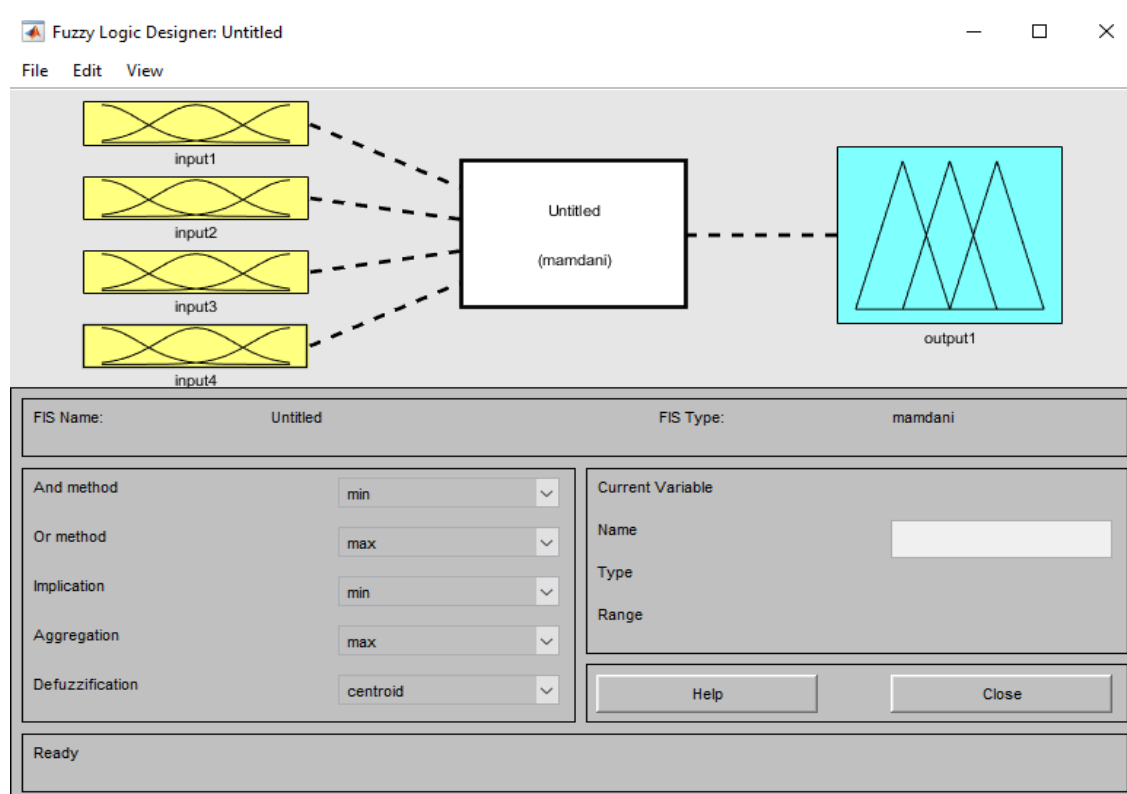 Fuzzy Logic Designer: Untitled
File Edit View
input1
input2
input3
input4
Untitled
(mamdani)
output1
FIS Name: Untitled FIS Type: mamdani
And method min
Or method max
Implication min
Aggregation max
Defuzzification centroid
Current Variable
Name
Type
Range
Help Close
Ready